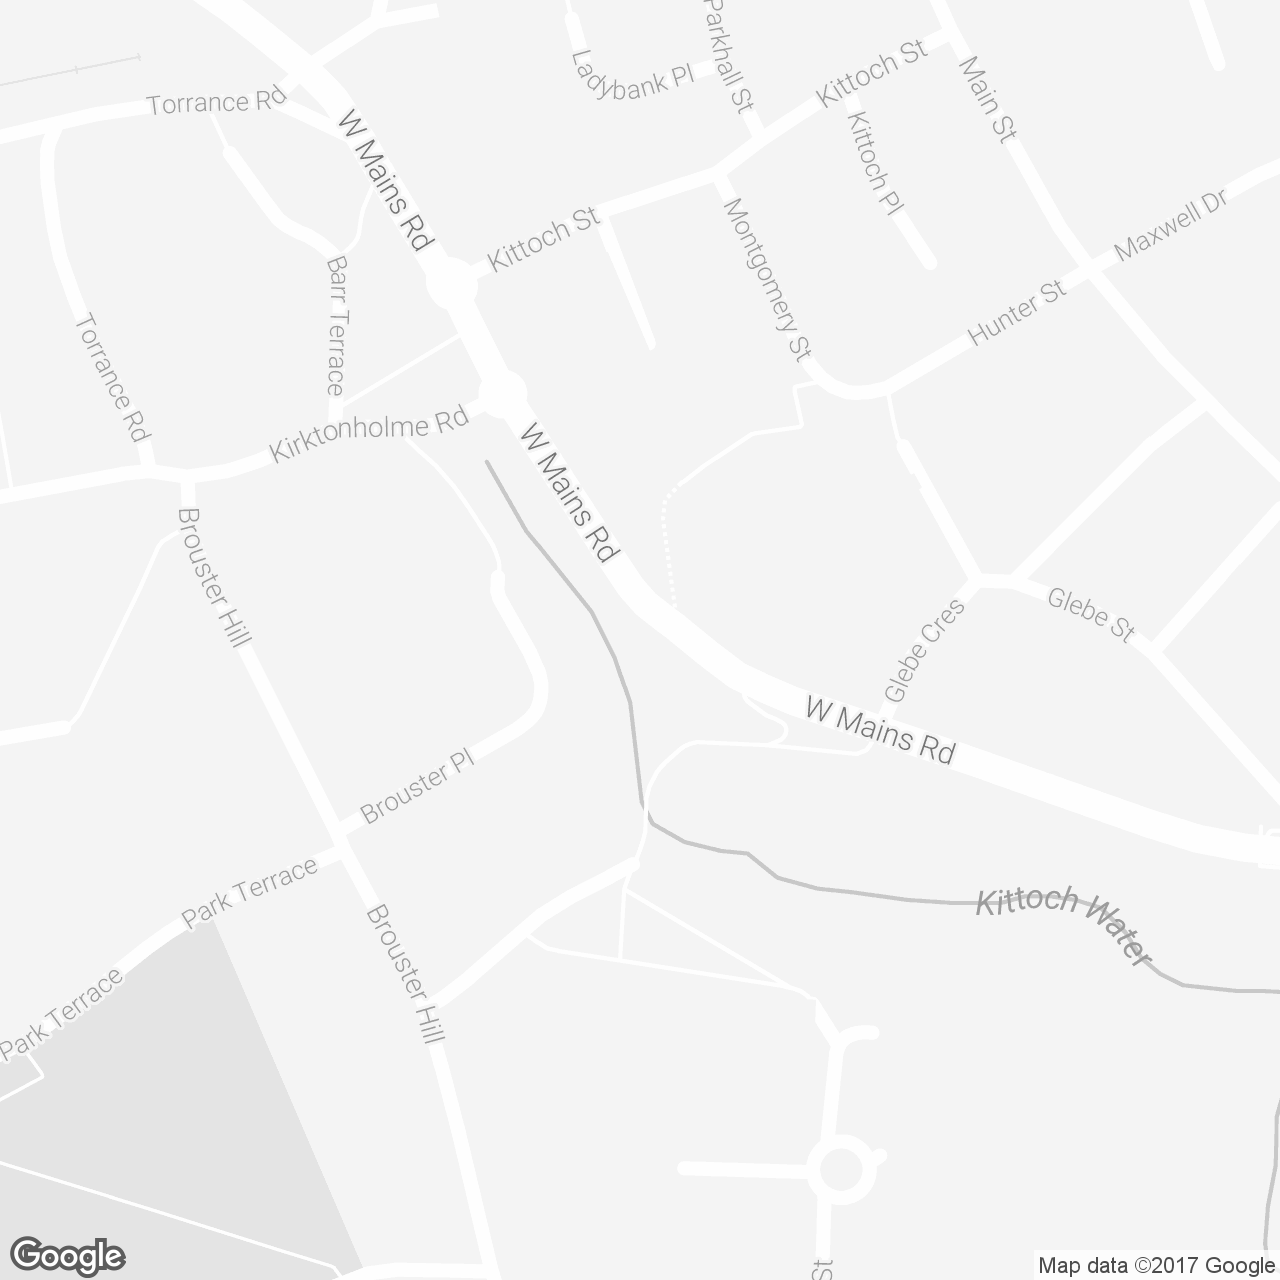 Parkhall St
Kittoch St
Ladybank Pl
Main St
Torrance Rd
W Mains Rd
Kittoch Pl
Maxwell Dr
Kittoch St
Montgomery St
Barr Terrace
Hunter St
Torrance Rd
Kirktonholme Rd
W Mains Rd
Brouster Hill
Glebe Cres
Glebe St
W Mains Rd
Brouster Pl
Park Terrace
Kittoch Water
Brouster Hill
Park Terrace
St
Google
Map data ©2017 Google